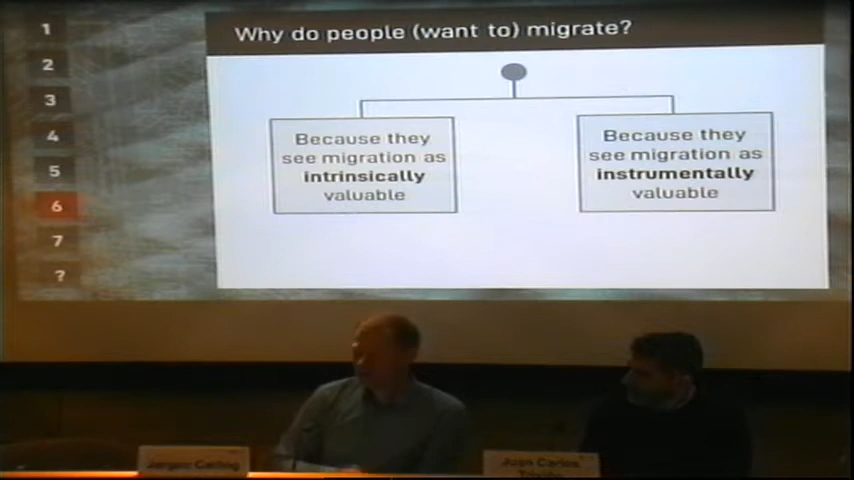 1
2
3
4
5
6
7
?
Why do people (want to) migrate?
Because they
see migration as
intrinsically
valuable
Because they
see migration as
instrumentally
valuable
Jørgen Carling
Juan Carlos